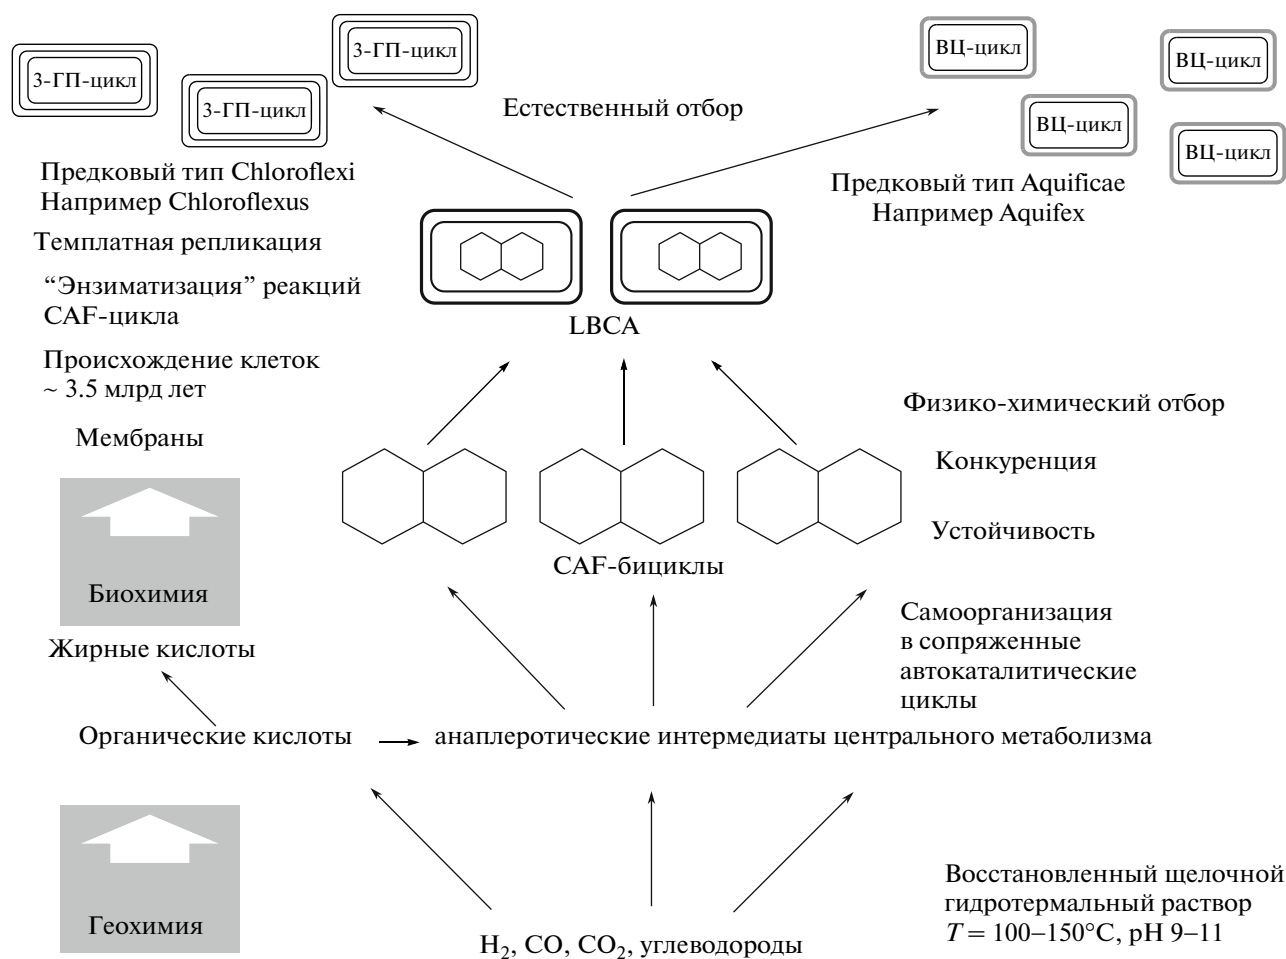 3-ГП-цикл
3-ГП-цикл
3-ГП-цикл
ВЦ-цикл
ВЦ-цикл
ВЦ-цикл
ВЦ-цикл
Естественный отбор
Предковый тип Chloroflexi
Например Chloroflexus
Предковый тип Aquificae
Например Aquifex
Темплатная репликация
“Энзиматизация” реакций
CAF-цикла
LBCA
Происхождение клеток
~ 3.5 млрд лет
Мембраны
Физико-химический отбор
Конкуренция
Устойчивость
CAF-бициклы
Биохимия
Жирные кислоты
Самоорганизация
в сопряженные
автокаталитические
циклы
Органические кислоты
анаплеротические интермедиаты центрального метаболизма
Геохимия
H₂, CO, CO₂, углеводороды
Восстановленный щелочной
гидротермальный раствор
T = 100–150°C, pH 9–11